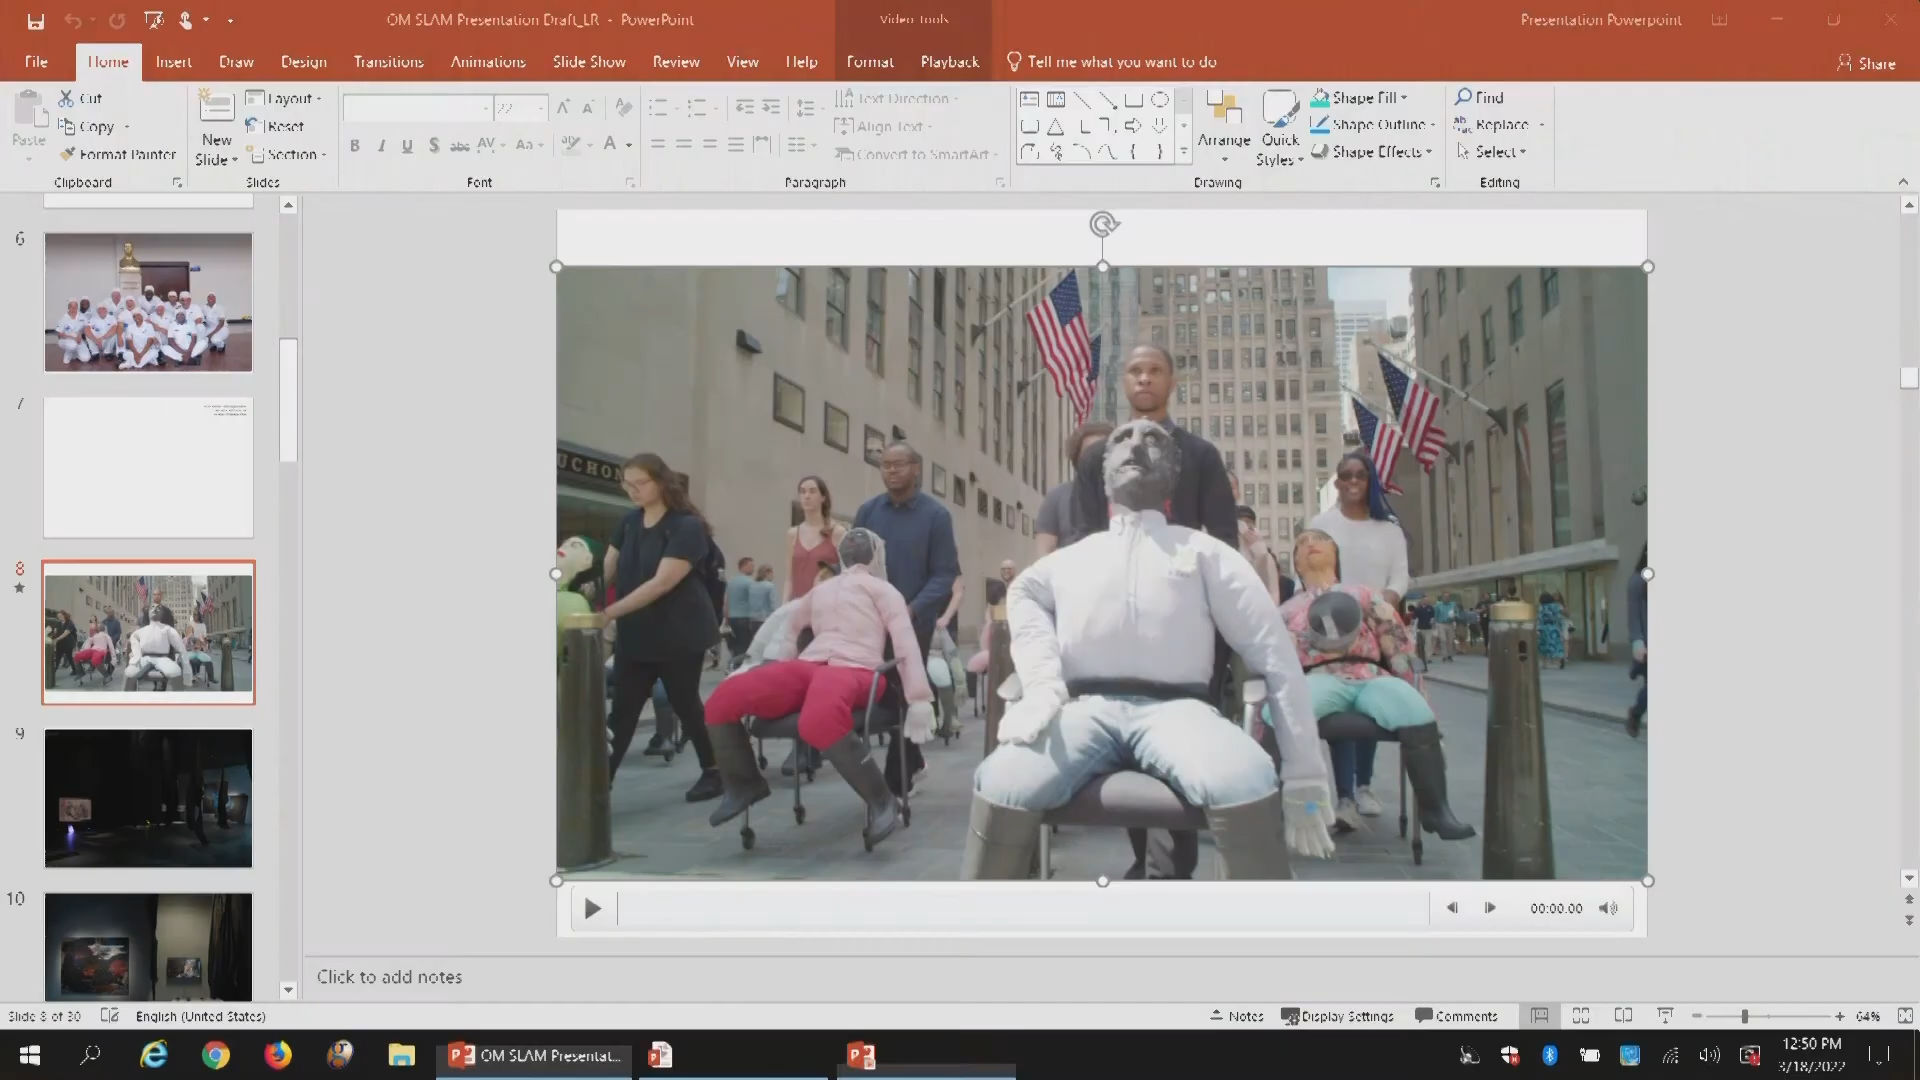 OM SLAM Presentation Draft_LR - PowerPoint
Video Tools
Presentation Powerpoint
File Home Insert Draw Design Transitions Animations Slide Show Review View Help Format Playback Tell me what you want to do Share
Paste
Cut
Copy
Format Painter
Clipboard
New Slide
Layout
Reset
Section
Slides
22
B I U S abc AV Aa A
Font
Text Direction
Align Text
Convert to SmartArt
Paragraph
Arrange
Quick Styles
Shape Fill
Shape Outline
Shape Effects
Drawing
Find
Replace
Select
Editing
6
7
8
9
10
UCHON
00:00.00
Click to add notes
Slide 8 of 30 English (United States) Notes Display Settings Comments 64%
OM SLAM Presentat...
12:50 PM
3/18/2022